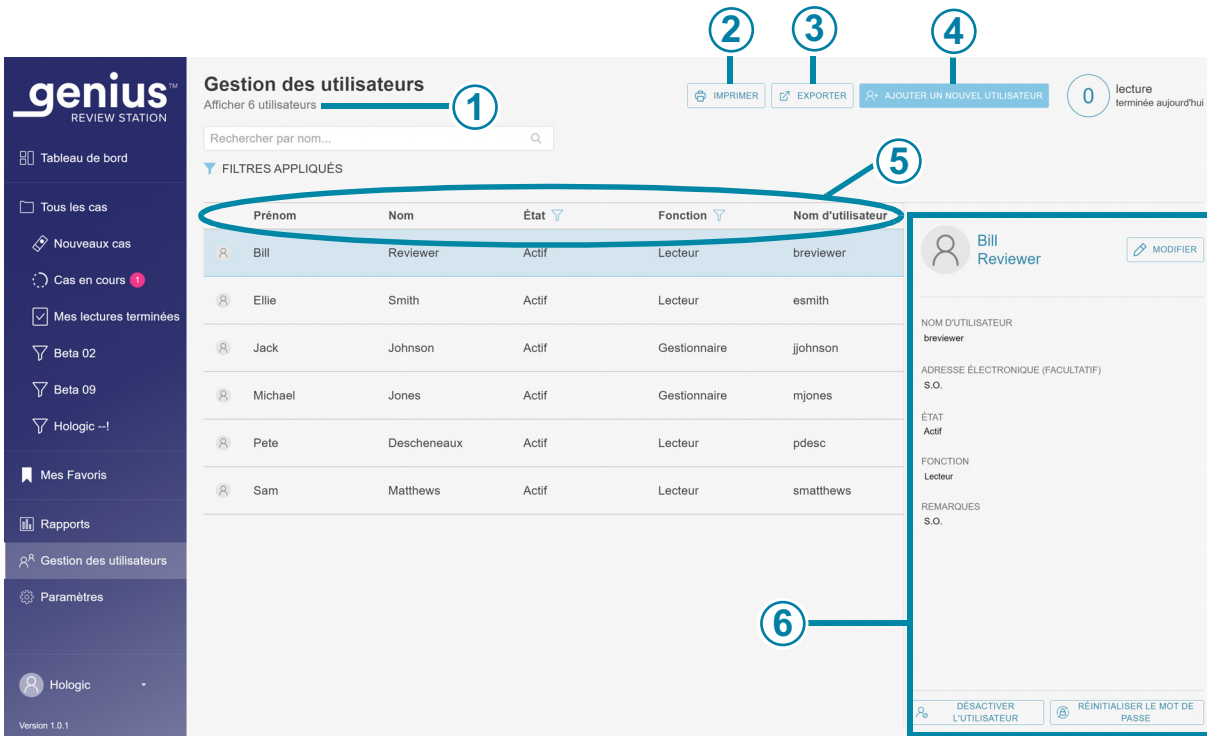 2
3
4
genius™
REVIEW STATION
Tableau de bord
Tous les cas
Nouveaux cas
Cas en cours 1
Mes lectures terminées
Beta 02
Beta 09
Hologic --!
Mes Favoris
Rapports
Gestion des utilisateurs
Paramètres
Hologic
Version 1.0.1
Gestion des utilisateurs
Afficher 6 utilisateurs
1
IMPRIMER
EXPORTER
AJOUTER UN NOUVEL UTILISATEUR
0
lecture
terminée aujourd'hui
Rechercher par nom...
FILTRES APPLIQUÉS
5
Prénom Nom État Fonction Nom d'utilisateur
Bill Reviewer Actif Lecteur breviewer
Ellie Smith Actif Lecteur esmith
Jack Johnson Actif Gestionnaire jjohnson
Michael Jones Actif Gestionnaire mjones
Pete Descheneaux Actif Lecteur pdesc
Sam Matthews Actif Lecteur smatthews
6
Bill
Reviewer
MODIFIER
NOM D'UTILISATEUR
breviewer
ADRESSE ÉLECTRONIQUE (FACULTATIF)
S.O.
ÉTAT
Actif
FONCTION
Lecteur
REMARQUES
S.O.
DÉSACTIVER
L'UTILISATEUR
RÉINITIALISER LE MOT DE
PASSE